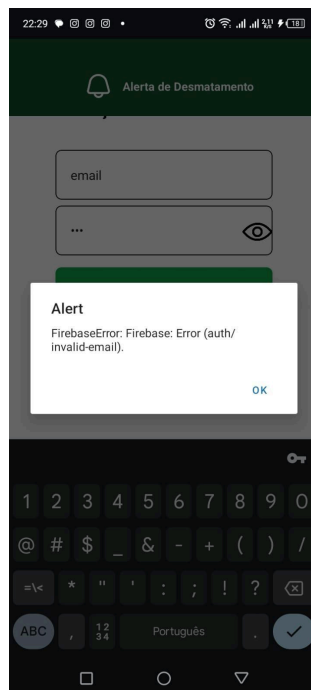 22:29
18
Alerta de Desmatamento
email
Alert
FirebaseError: Firebase: Error (auth/
invalid-email).
OK
1 2 3 4 5 6 7 8 9 0
@ # $ _ & - + ( ) /
=\< * " ' : ; ! ?
ABC , 12 Português .
34